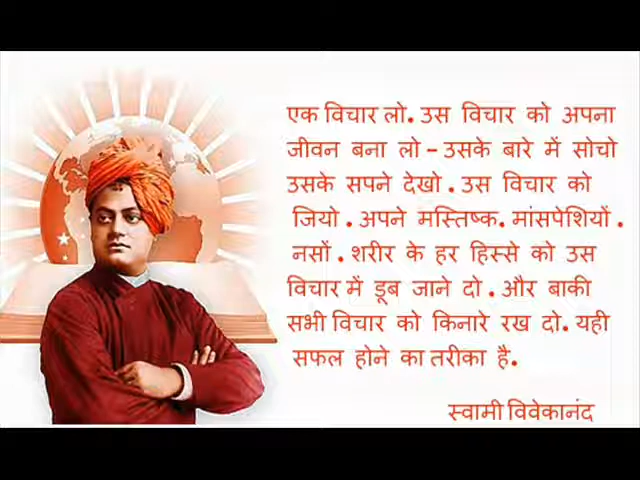 एक विचार लो. उस विचार को अपना
जीवन बना लो - उसके बारे में सोचो
उसके सपने देखो . उस विचार को
जियो . अपने मस्तिष्क. मांसपेशियों .
नसों . शरीर के हर हिस्से को उस
विचार में डूब जाने दो . और बाकी
सभी विचार को किनारे रख दो. यही
सफल होने का तरीका है.
स्वामी विवेकानंद